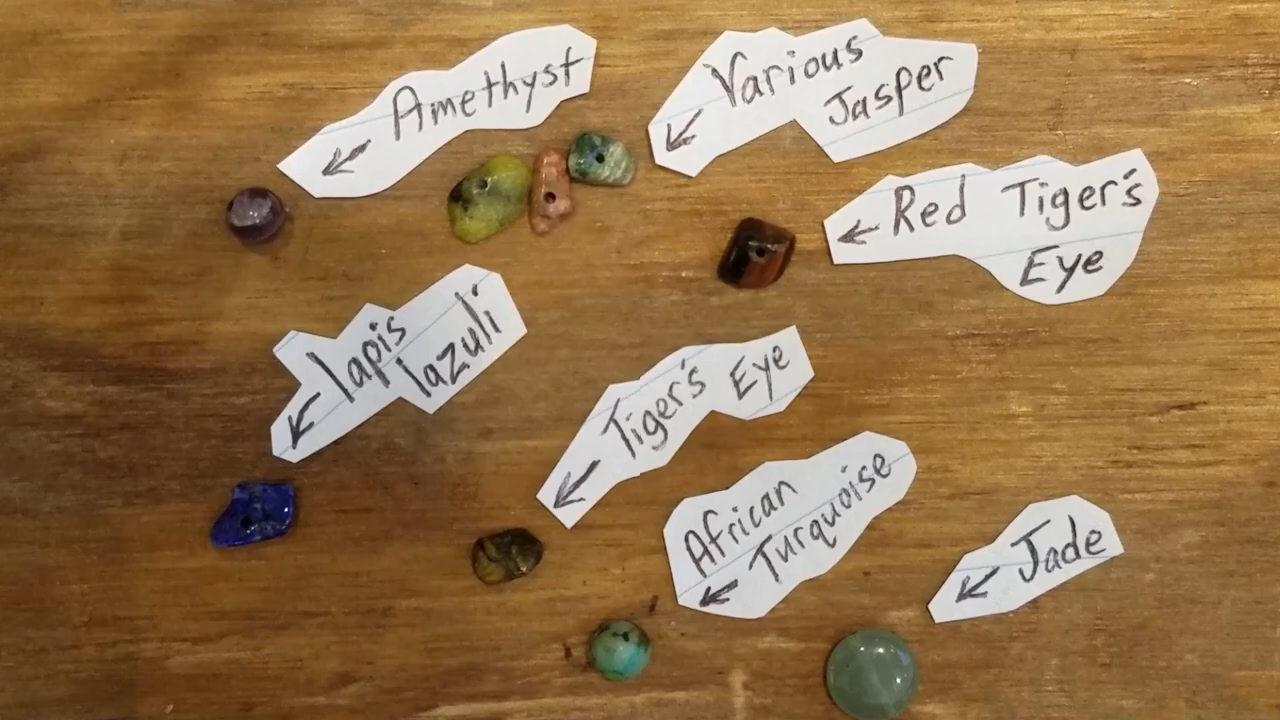 Amethyst
Various
Jasper
Red Tiger's
Eye
lapis
lazuli
Tiger's Eye
African
Turquoise
Jade